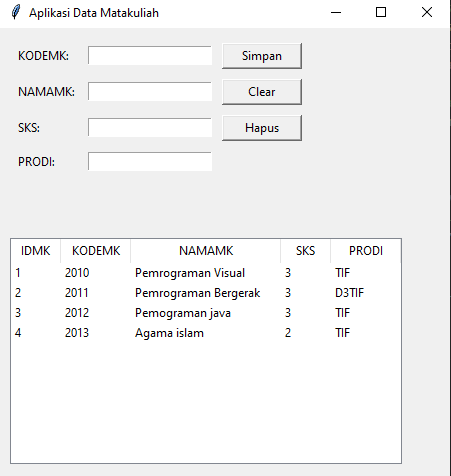 Aplikasi Data Matakuliah
KODEMK: Simpan
NAMAMK: Clear
SKS: Hapus
PRODI:
IDMK KODEMK NAMAMK SKS PRODI
1 2010 Pemrograman Visual 3 TIF
2 2011 Pemrograman Bergerak 3 D3TIF
3 2012 Pemograman java 3 TIF
4 2013 Agama islam 2 TIF